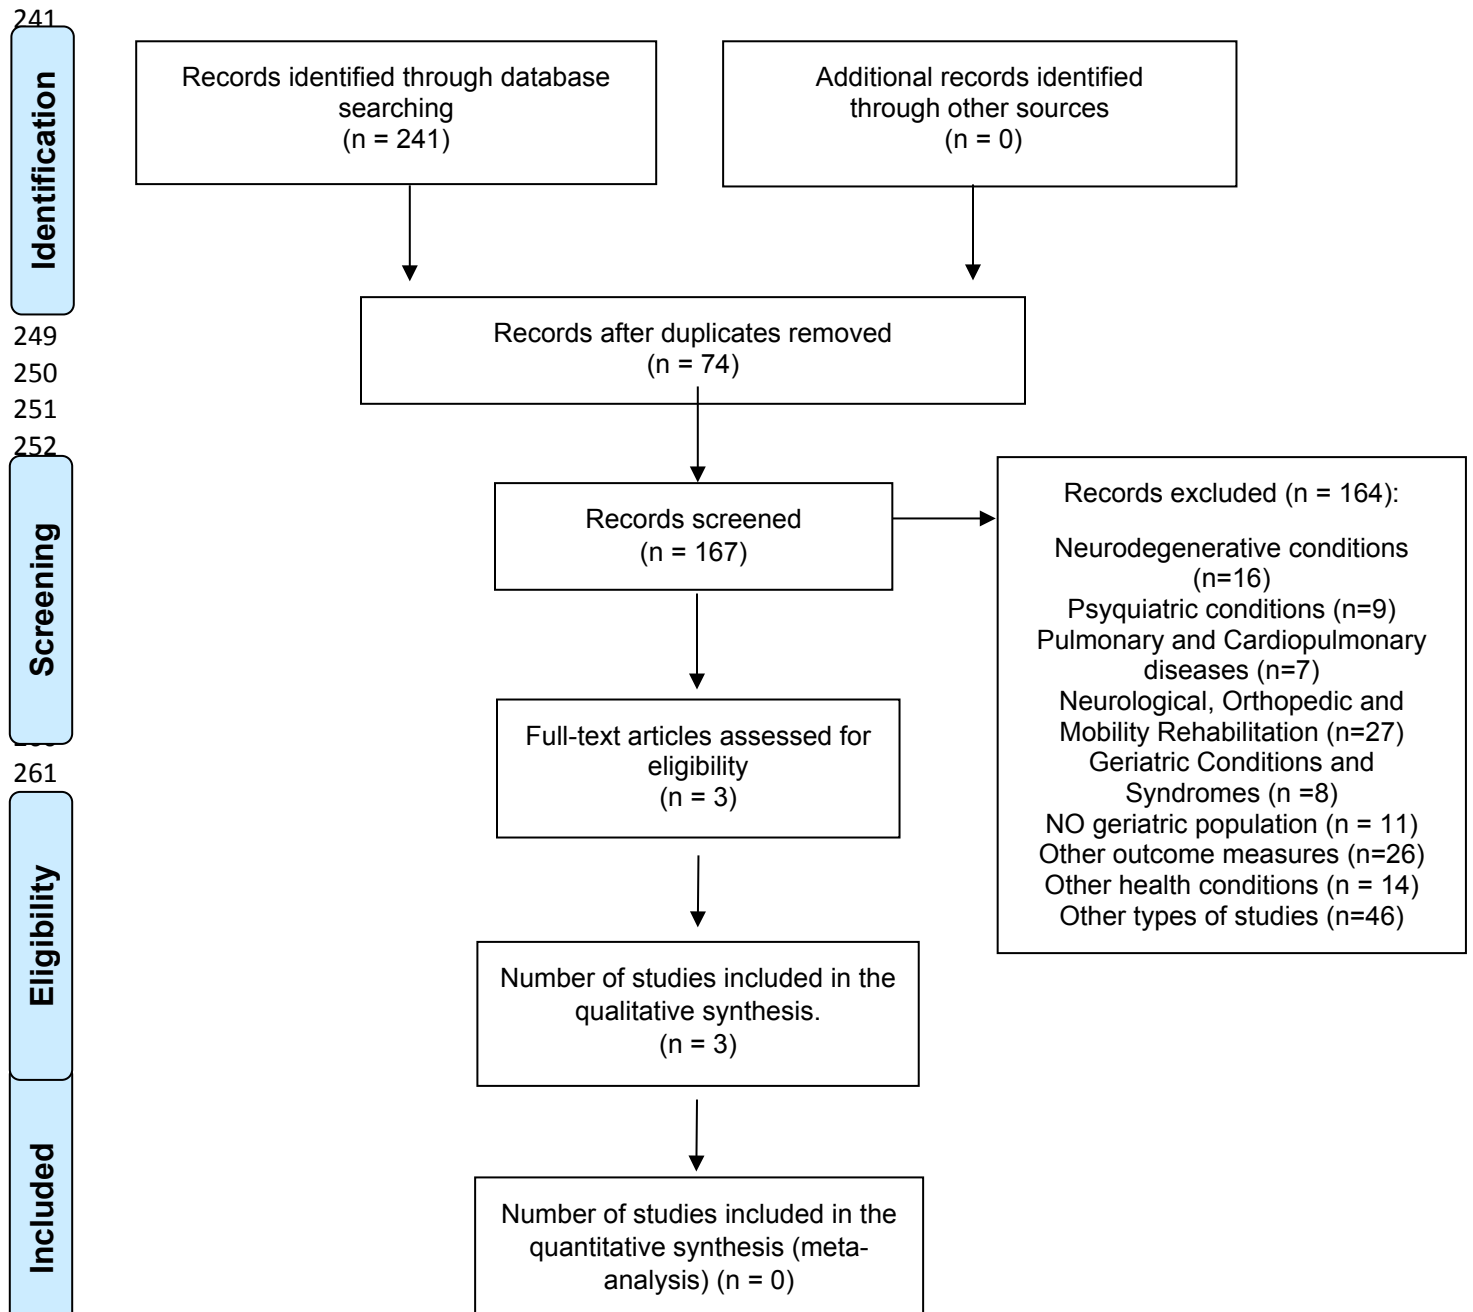 241
Identification
Records identified through database
searching
(n = 241)
Additional records identified
through other sources
(n = 0)
249
Records after duplicates removed
(n = 74)
250
251
252
Screening
Records screened
(n = 167)
Records excluded (n = 164):
Neurodegenerative conditions
(n=16)
Psyquiatric conditions (n=9)
Pulmonary and Cardiopulmonary
diseases (n=7)
Neurological, Orthopedic and
Mobility Rehabilitation (n=27)
Geriatric Conditions and
Syndromes (n =8)
NO geriatric population (n = 11)
Other outcome measures (n=26)
Other health conditions (n = 14)
Other types of studies (n=46)
Full-text articles assessed for
eligibility
(n = 3)
261
Eligibility
Number of studies included in the
qualitative synthesis.
(n = 3)
Included
Number of studies included in the
quantitative synthesis (meta-
analysis) (n = 0)